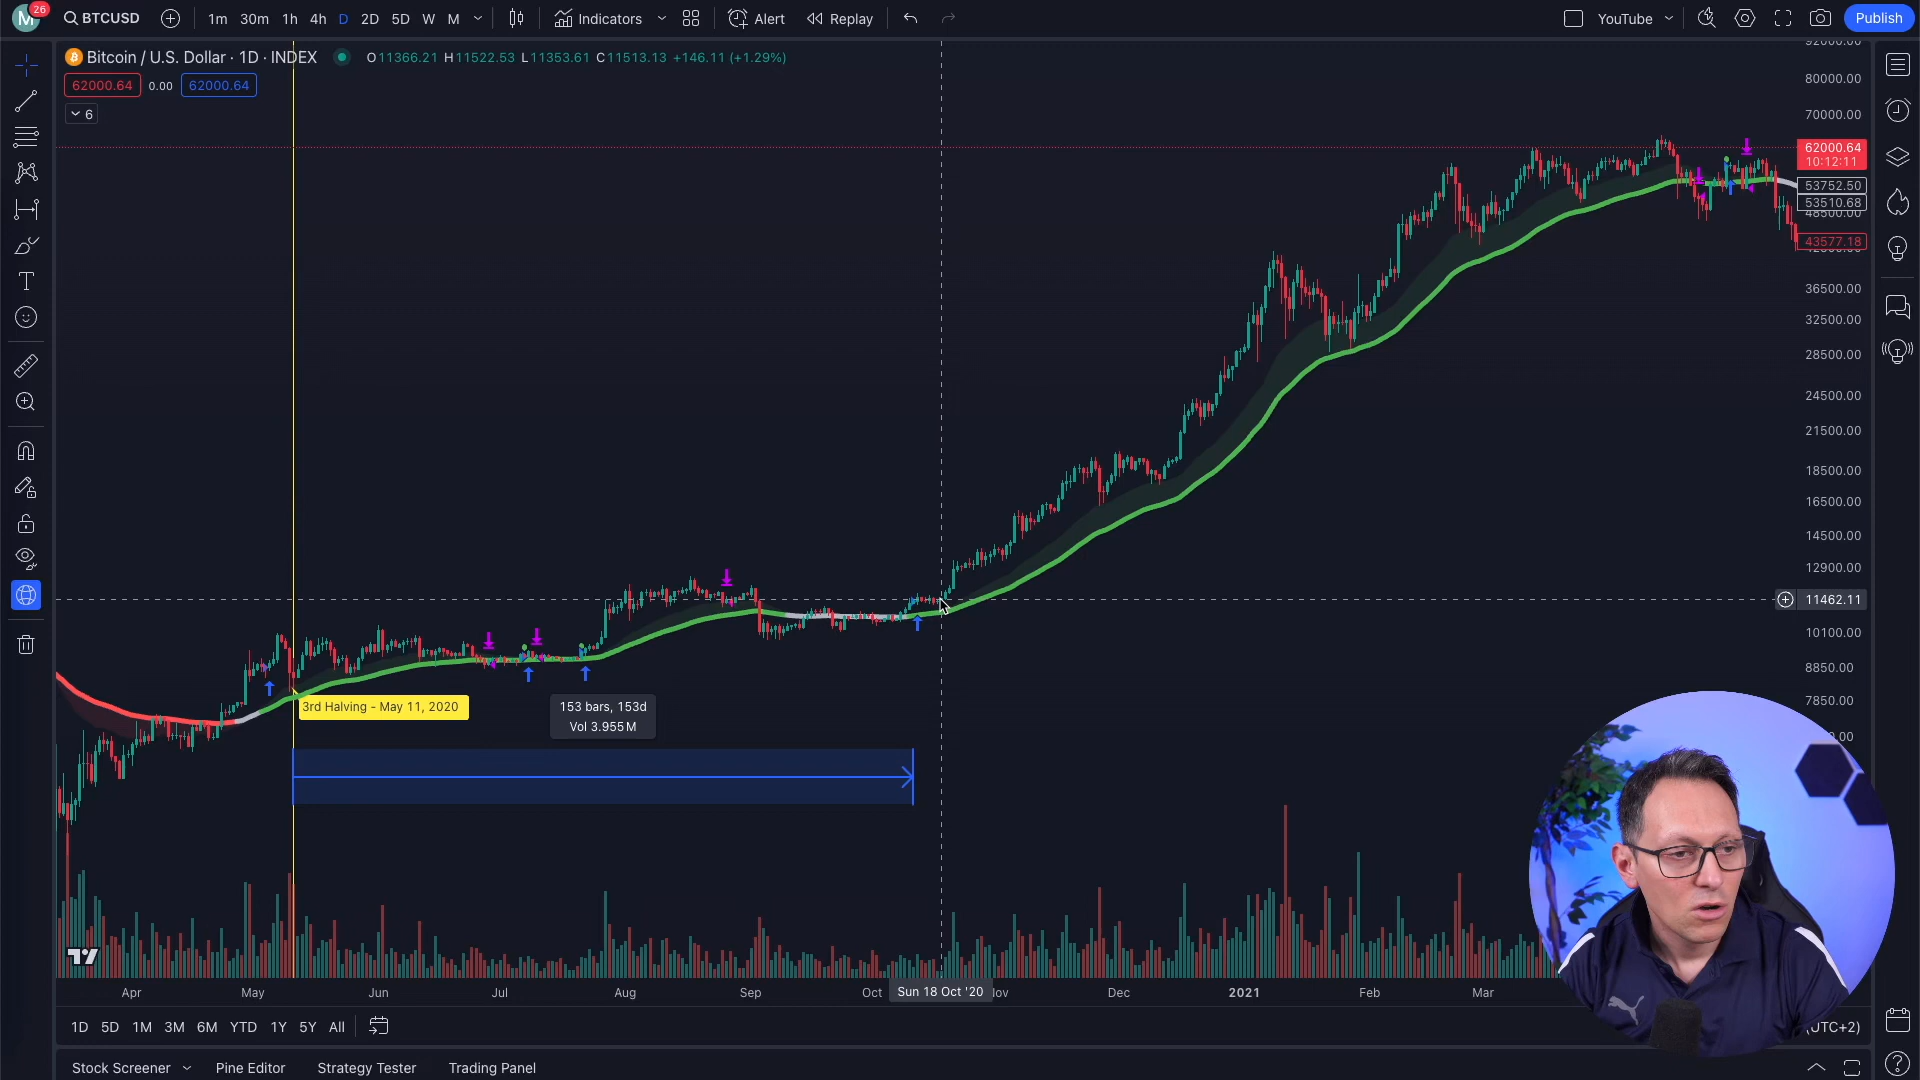 M
26
BTCUSD
1m 30m 1h 4h D 2D 5D W M
Indicators
Alert
Replay
YouTube
Publish
Bitcoin / U.S. Dollar · 1D · INDEX
O11366.21 H11522.53 L11353.61 C11513.13 +146.11 (+1.29%)
62000.64 0.00 62000.64
6
80000.00
70000.00
62000.64
10:12:11
53752.50
53510.68
48500.00
43577.18
36500.00
32500.00
28500.00
24500.00
21500.00
18500.00
16500.00
14500.00
12900.00
11462.11
10100.00
8850.00
7850.00
3rd Halving - May 11, 2020
153 bars, 153d
Vol 3.955M
Apr May Jun Jul Aug Sep Oct Sun 18 Oct '20 Dec 2021 Feb Mar
1D 5D 1M 3M 6M YTD 1Y 5Y All
(UTC+2)
Stock Screener Pine Editor Strategy Tester Trading Panel